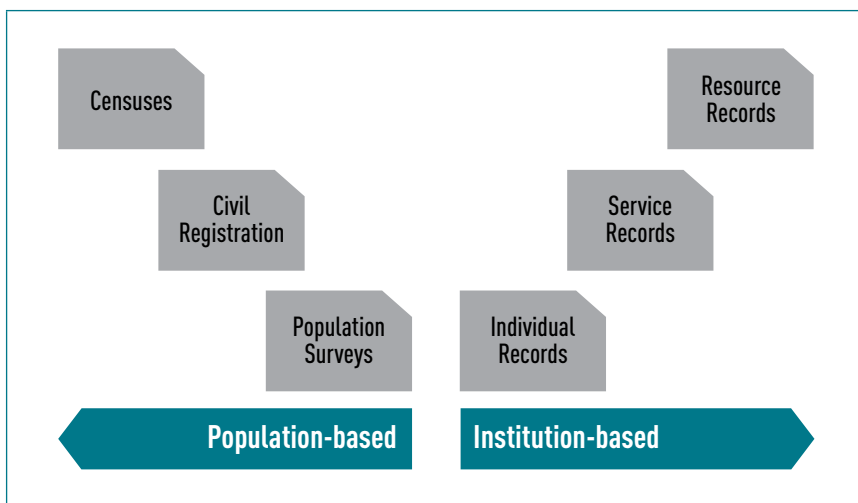 Censuses
Resource
Records
Civil
Registration
Service
Records
Population
Surveys
Individual
Records
Population-based
Institution-based